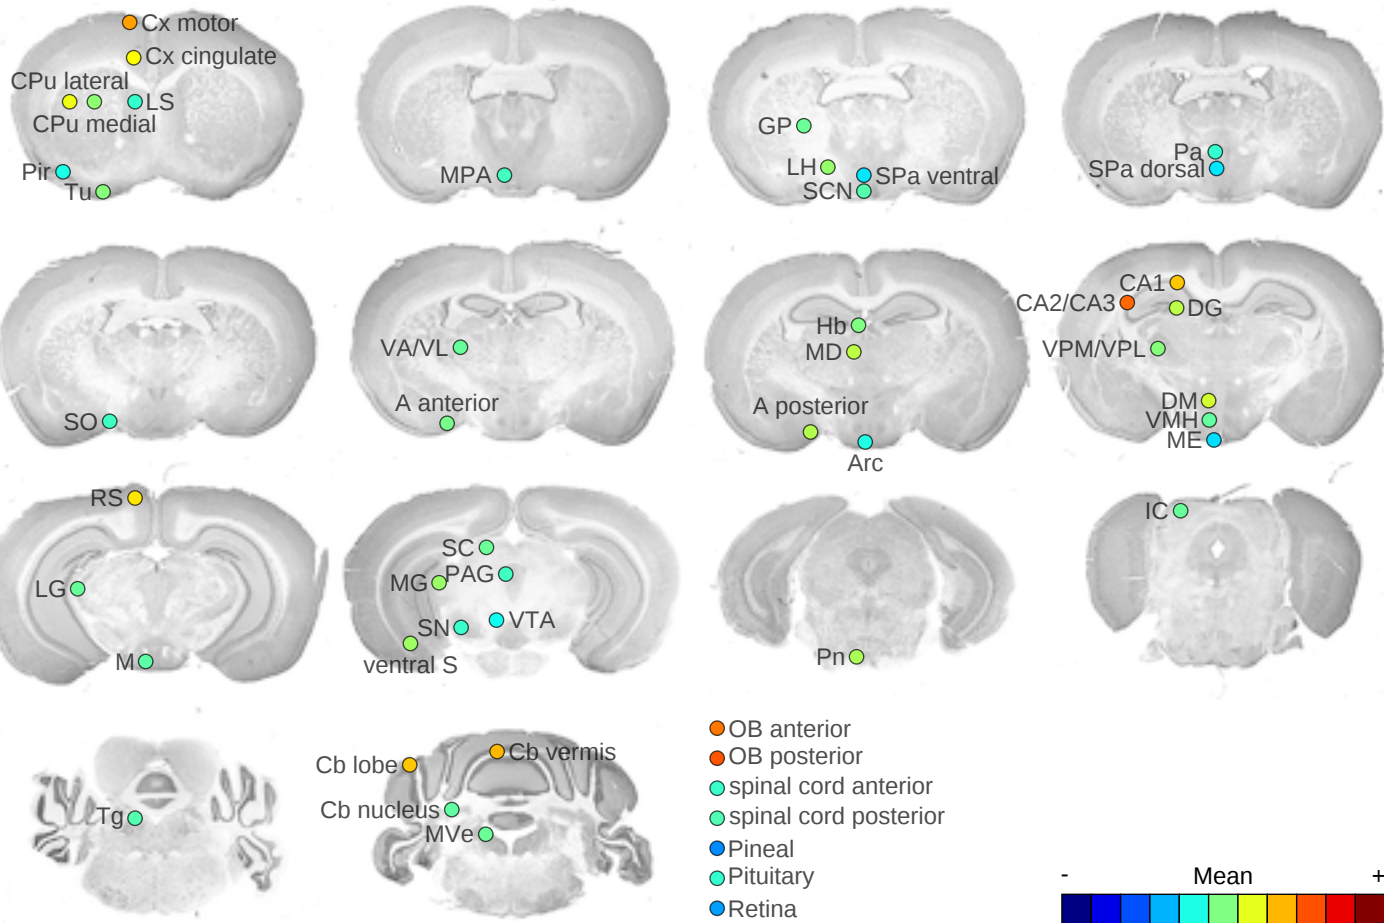 Cx motor
Cx cingulate
CPu lateral
LS
CPu medial
Pir
Tu
MPA
GP
LH
SPa ventral
SCN
Pa
SPa dorsal
SO
VA/VL
A anterior
Hb
MD
A posterior
Arc
CA1
CA2/CA3
DG
VPM/VPL
DM
VMH
ME
RS
LG
M
SC
MG
PAG
SN
VTA
ventral S
Pn
IC
Tg
Cb lobe
Cb vermis
Cb nucleus
MVe
OB anterior
OB posterior
spinal cord anterior
spinal cord posterior
Pineal
Pituitary
Retina
- Mean +